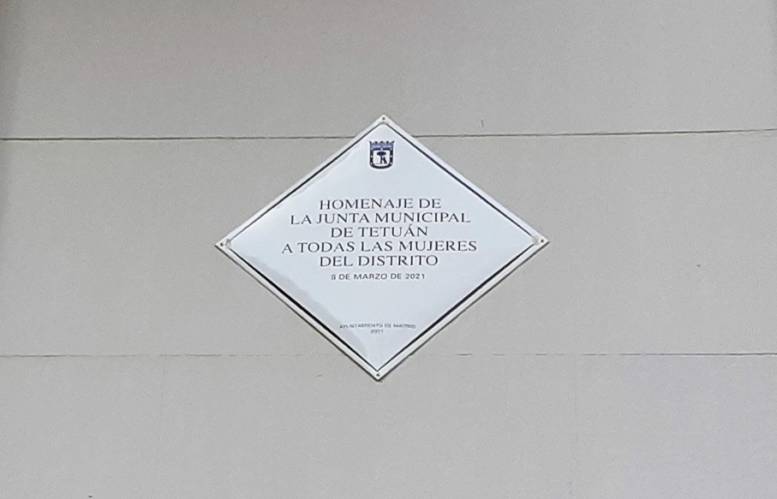 HOMENAJE DE
LA JUNTA MUNICIPAL
DE TETUÁN
A TODAS LAS MUJERES
DEL DISTRITO
8 DE MARZO DE 2021
AYUNTAMIENTO DE MADRID
2021